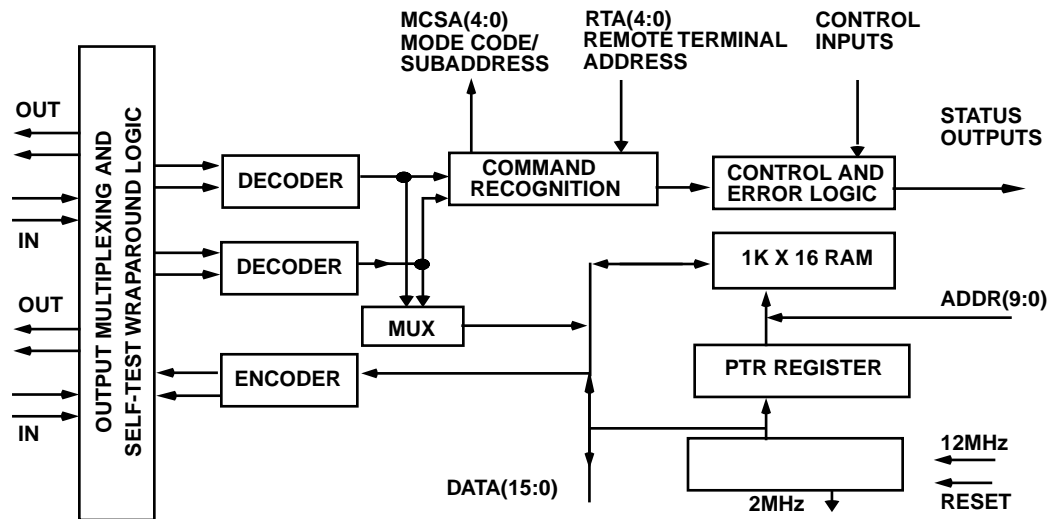 MCSA(4:0)
MODE CODE/
SUBADDRESS
RTA(4:0)
REMOTE TERMINAL
ADDRESS
CONTROL
INPUTS
STATUS
OUTPUTS
OUT
IN
OUT
IN
OUTPUT MULTIPLEXING AND
SELF-TEST WRAPAROUND LOGIC
DECODER
COMMAND
RECOGNITION
CONTROL AND
ERROR LOGIC
DECODER
1K X 16 RAM
MUX
ADDR(9:0)
ENCODER
PTR REGISTER
DATA(15:0)
12MHz
RESET
2MHz